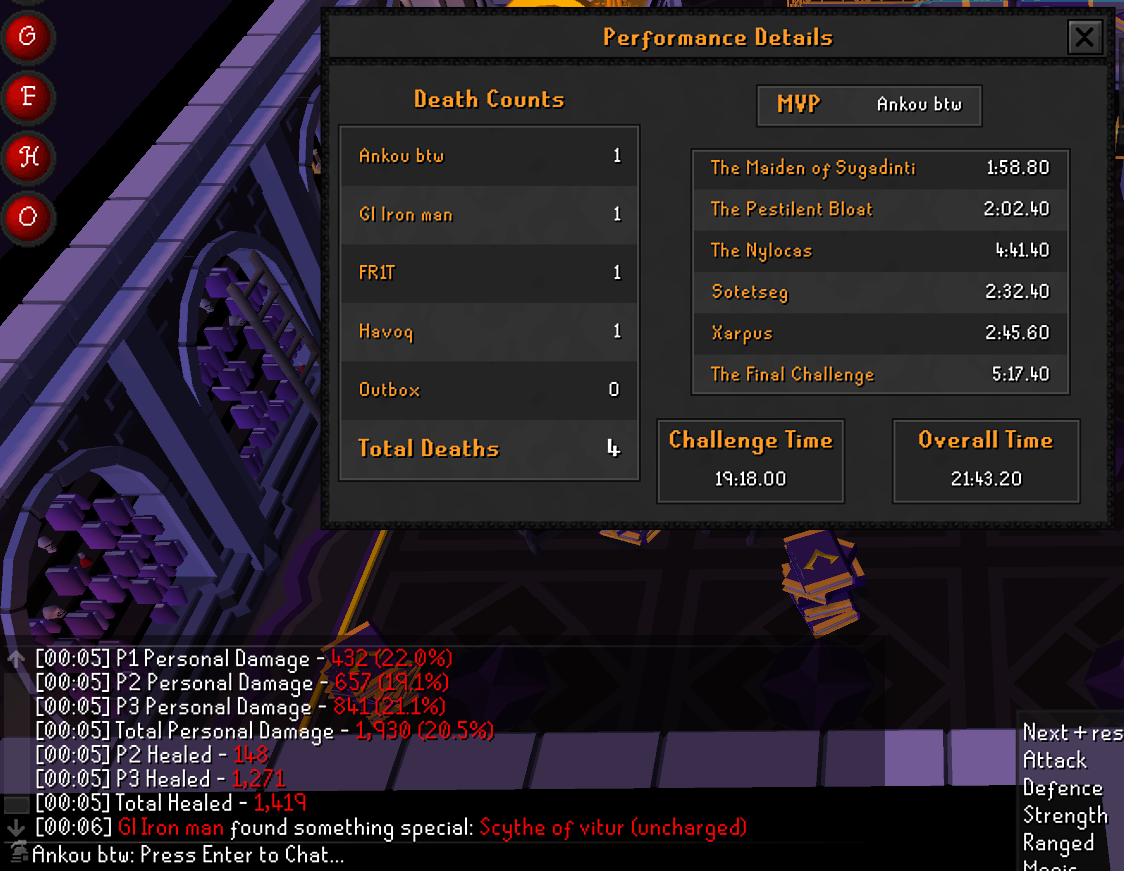 G
F
H
O
Performance Details
Death Counts
Ankou btw 1
GI Iron man 1
FR1T 1
Havoq 1
Outbox 0
Total Deaths 4
MVP Ankou btw
The Maiden of Sugadinti 1:58.80
The Pestilent Bloat 2:02.40
The Nylocas 4:41.40
Sotetseg 2:32.40
Xarpus 2:45.60
The Final Challenge 5:17.40
Challenge Time
19:18.00
Overall Time
21:43.20
[00:05] P1 Personal Damage - 432 (22.0%)
[00:05] P2 Personal Damage - 657 (19.1%)
[00:05] P3 Personal Damage - 841 (21.1%)
[00:05] Total Personal Damage - 1,930 (20.5%)
[00:05] P2 Healed - 148
[00:05] P3 Healed - 1,271
[00:05] Total Healed - 1,419
[00:06] GI Iron man found something special: Scythe of vitur (uncharged)
Ankou btw: Press Enter to Chat...
Next + res
Attack
Defence
Strength
Ranged